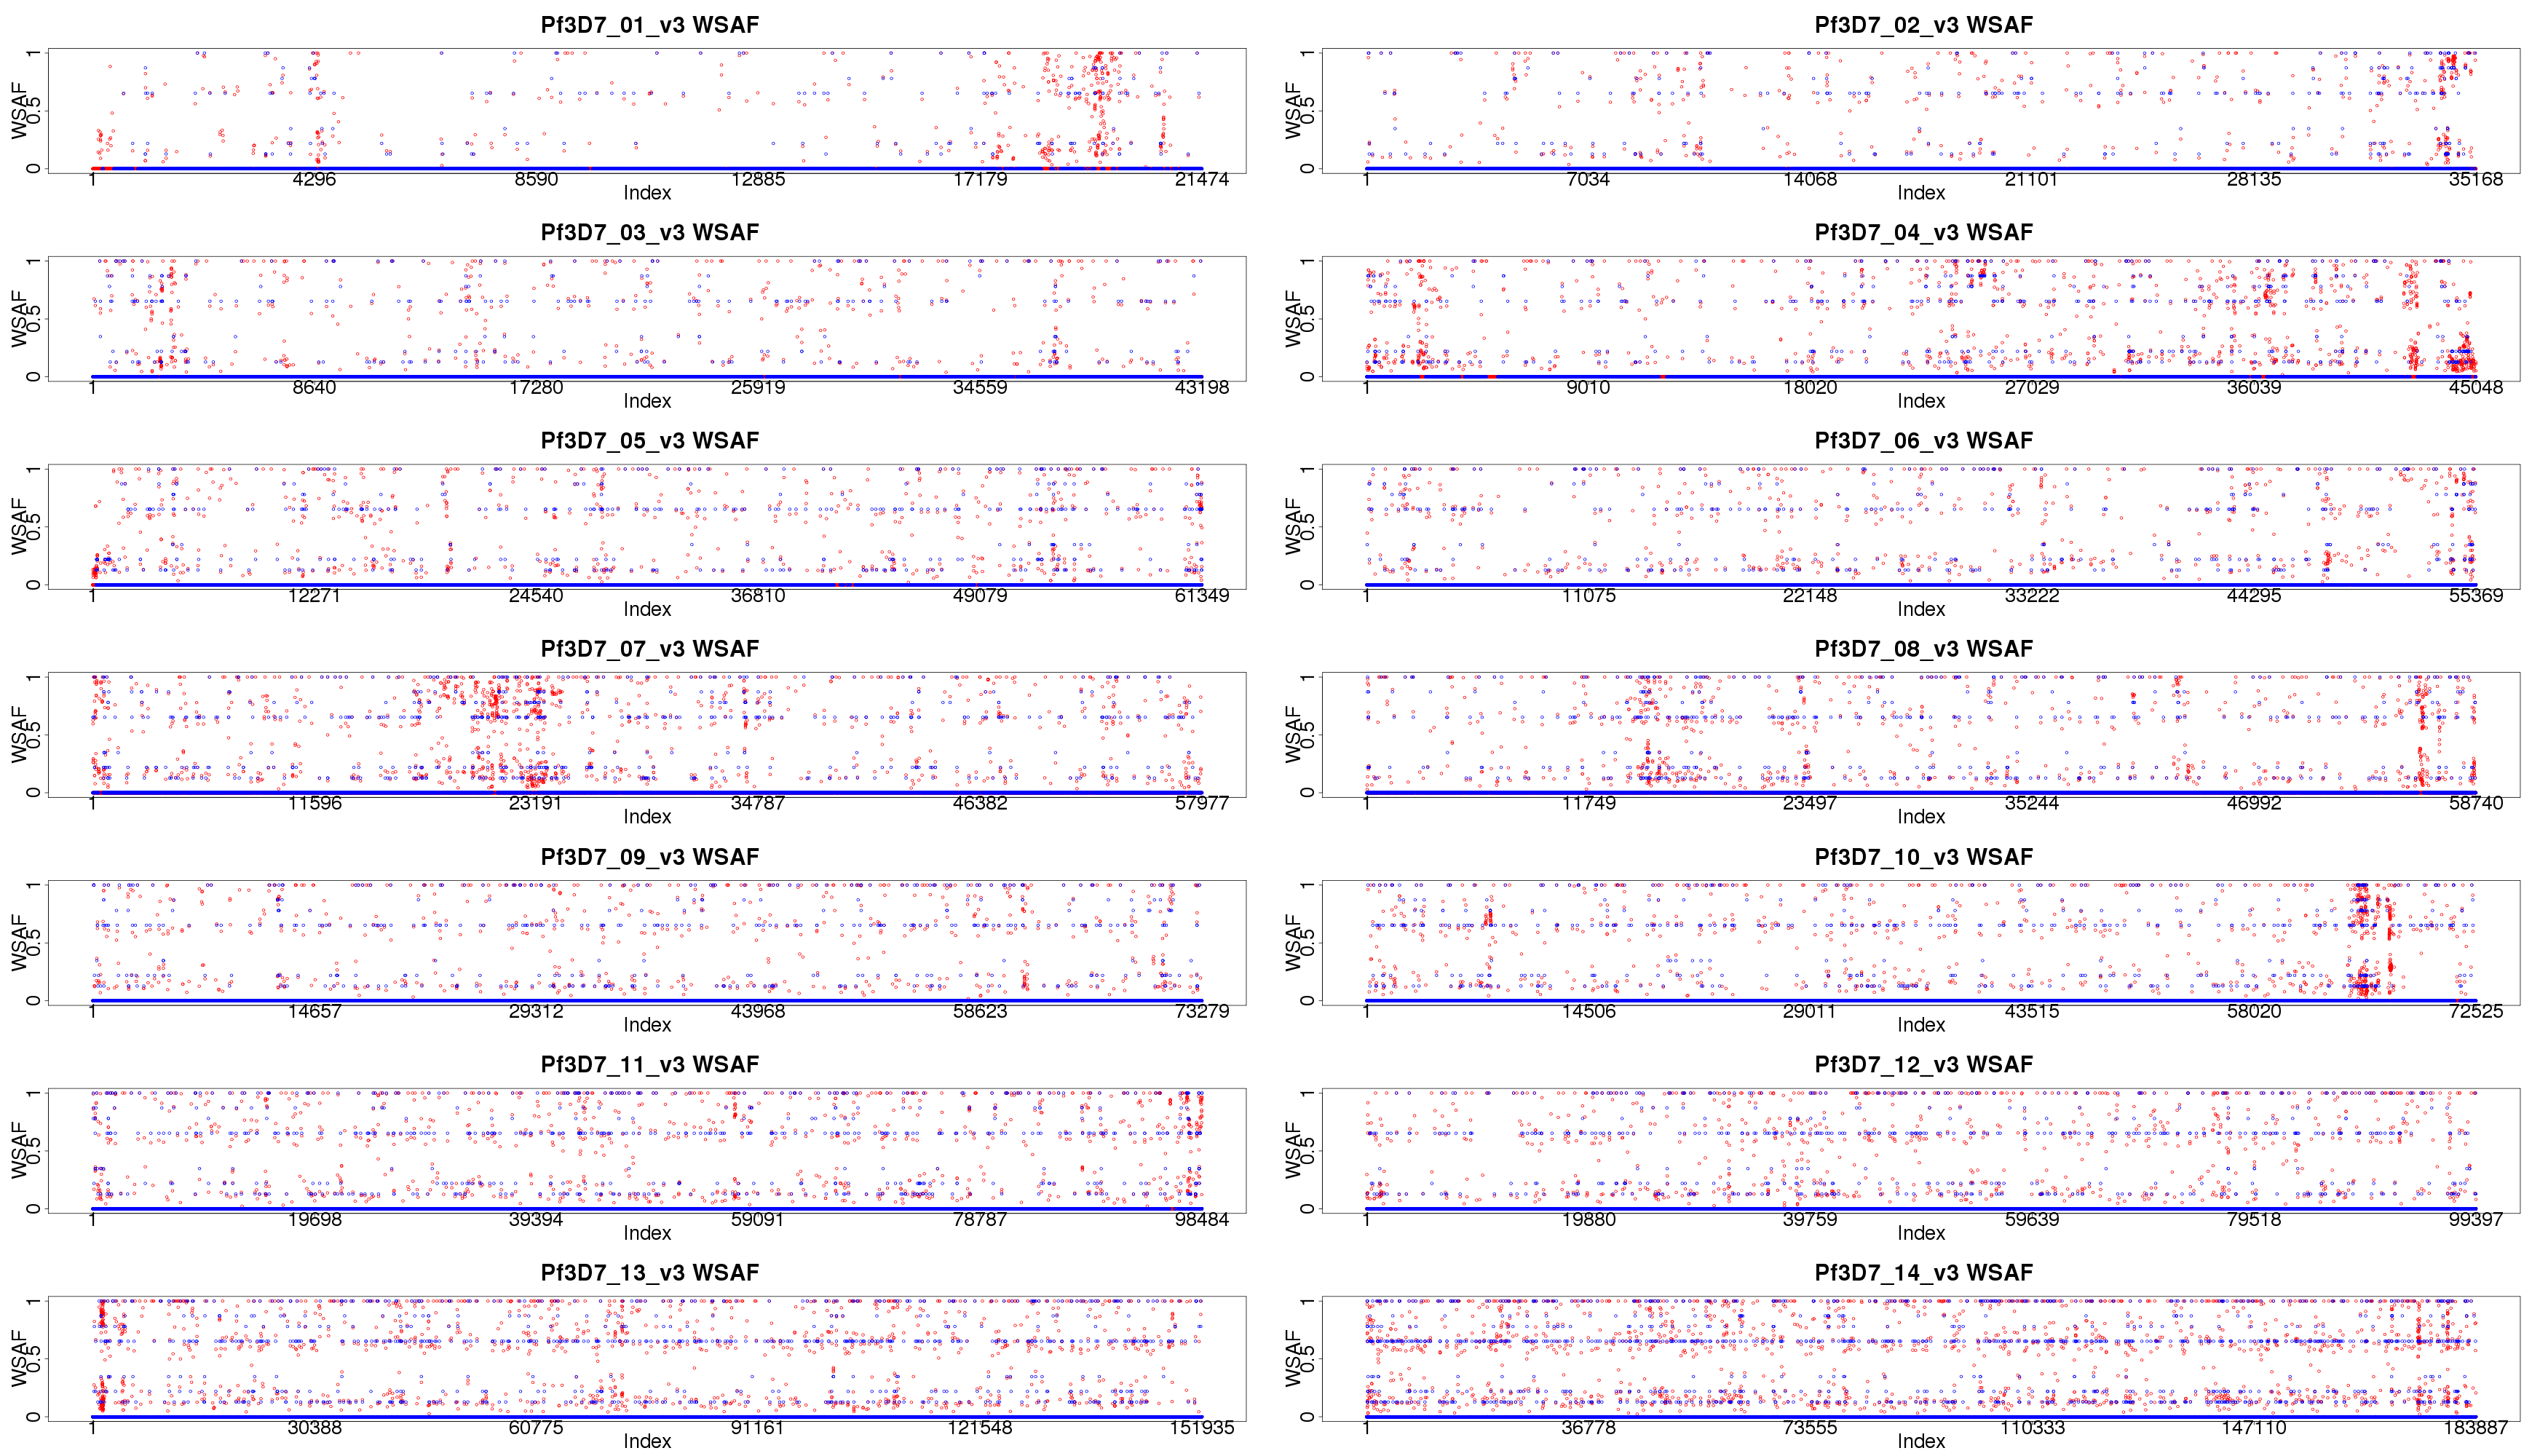 Pf3D7_01_v3 WSAF
WSAF
0 0.5 1
1 4296 8590 12885 17179 21474
Index
Pf3D7_02_v3 WSAF
WSAF
0 0.5 1
1 7034 14068 21101 28135 35168
Index
Pf3D7_03_v3 WSAF
WSAF
0 0.5 1
1 8640 17280 25919 34559 43198
Index
Pf3D7_04_v3 WSAF
WSAF
0 0.5 1
1 9010 18020 27029 36039 45048
Index
Pf3D7_05_v3 WSAF
WSAF
0 0.5 1
1 12271 24540 36810 49079 61349
Index
Pf3D7_06_v3 WSAF
WSAF
0 0.5 1
1 11075 22148 33222 44295 55369
Index
Pf3D7_07_v3 WSAF
WSAF
0 0.5 1
1 11596 23191 34787 46382 57977
Index
Pf3D7_08_v3 WSAF
WSAF
0 0.5 1
1 11749 23497 35244 46992 58740
Index
Pf3D7_09_v3 WSAF
WSAF
0 0.5 1
1 14657 29312 43968 58623 73279
Index
Pf3D7_10_v3 WSAF
WSAF
0 0.5 1
1 14506 29011 43515 58020 72525
Index
Pf3D7_11_v3 WSAF
WSAF
0 0.5 1
1 19698 39394 59091 78787 98484
Index
Pf3D7_12_v3 WSAF
WSAF
0 0.5 1
1 19880 39759 59639 79518 99397
Index
Pf3D7_13_v3 WSAF
WSAF
0 0.5 1
1 30388 60775 91161 121548 151935
Index
Pf3D7_14_v3 WSAF
WSAF
0 0.5 1
1 36778 73555 110333 147110 183887
Index